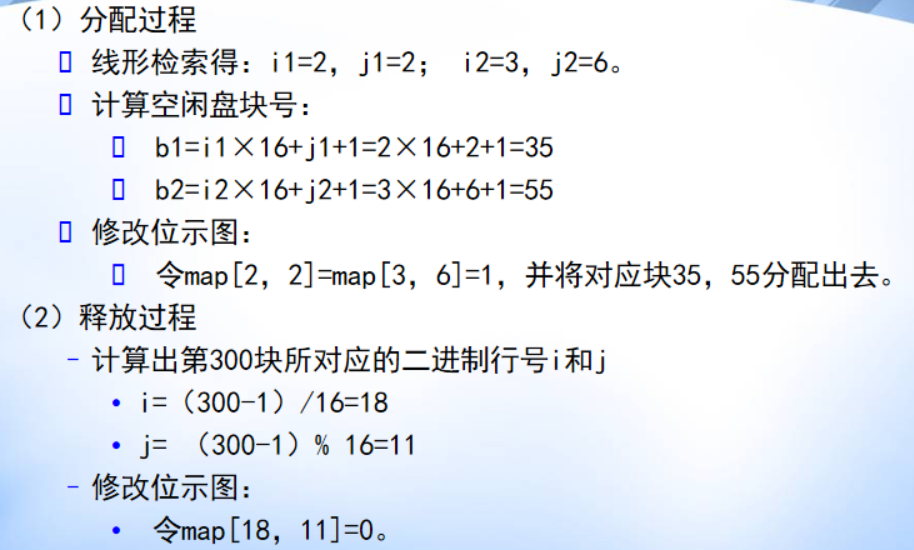 （1）分配过程
线形检索得：i1=2，j1=2； i2=3，j2=6。
计算空闲盘块号：
b1=i1×16+j1+1=2×16+2+1=35
b2=i2×16+j2+1=3×16+6+1=55
修改位示图：
令map[2，2]=map[3，6]=1，并将对应块35，55分配出去。
（2）释放过程
– 计算出第300块所对应的二进制行号i和j
• i=（300-1）/16=18
• j= （300-1）% 16=11
– 修改位示图：
• 令map[18，11]=0。